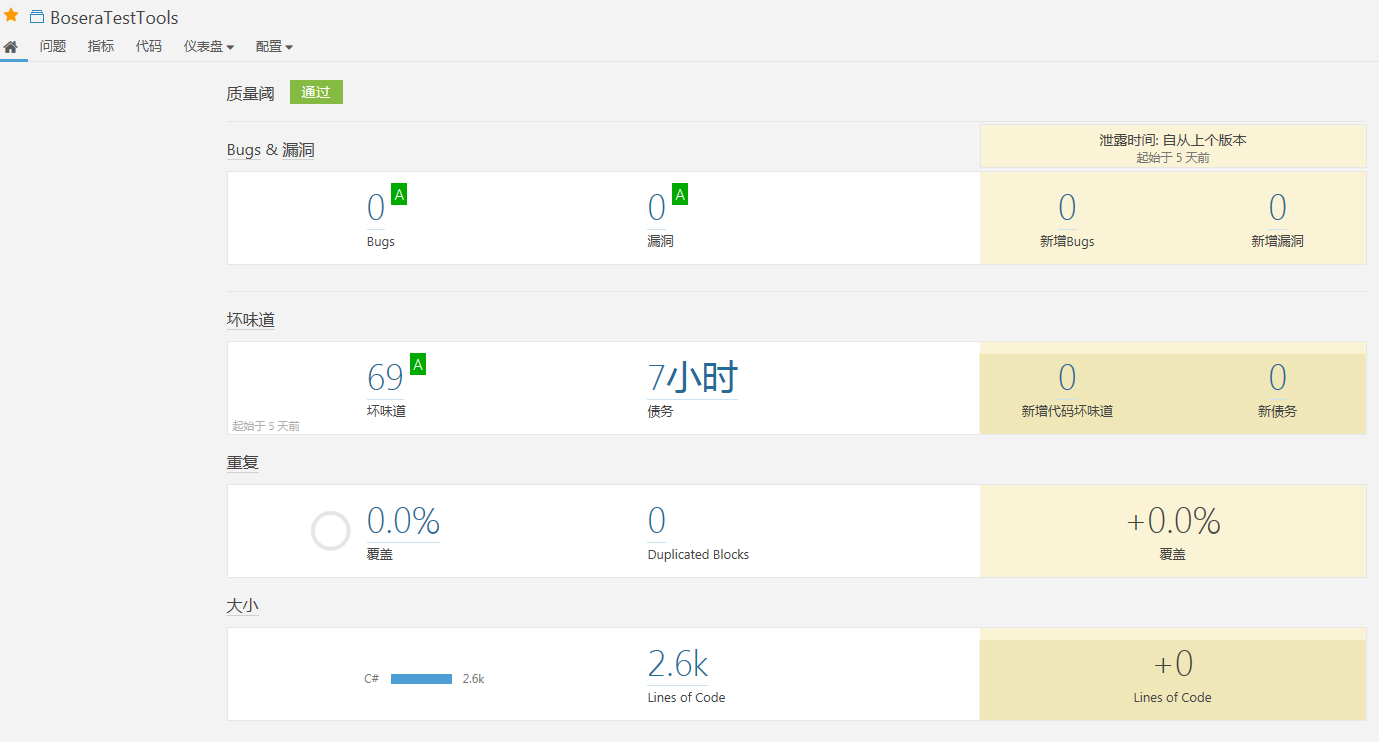 BoseraTestTools
问题 指标 代码 仪表盘 配置
质量阈 通过
Bugs & 漏洞
泄露时间: 自从上个版本
起始于 5 天前
0 A 0 A 0 0
Bugs 漏洞 新增Bugs 新增漏洞
坏味道
69 A 7小时 0 0
坏味道 债务 新增代码坏味道 新债务
起始于 5 天前
重复
0.0% 0 +0.0%
覆盖 Duplicated Blocks 覆盖
大小
2.6k +0
C# 2.6k
Lines of Code Lines of Code